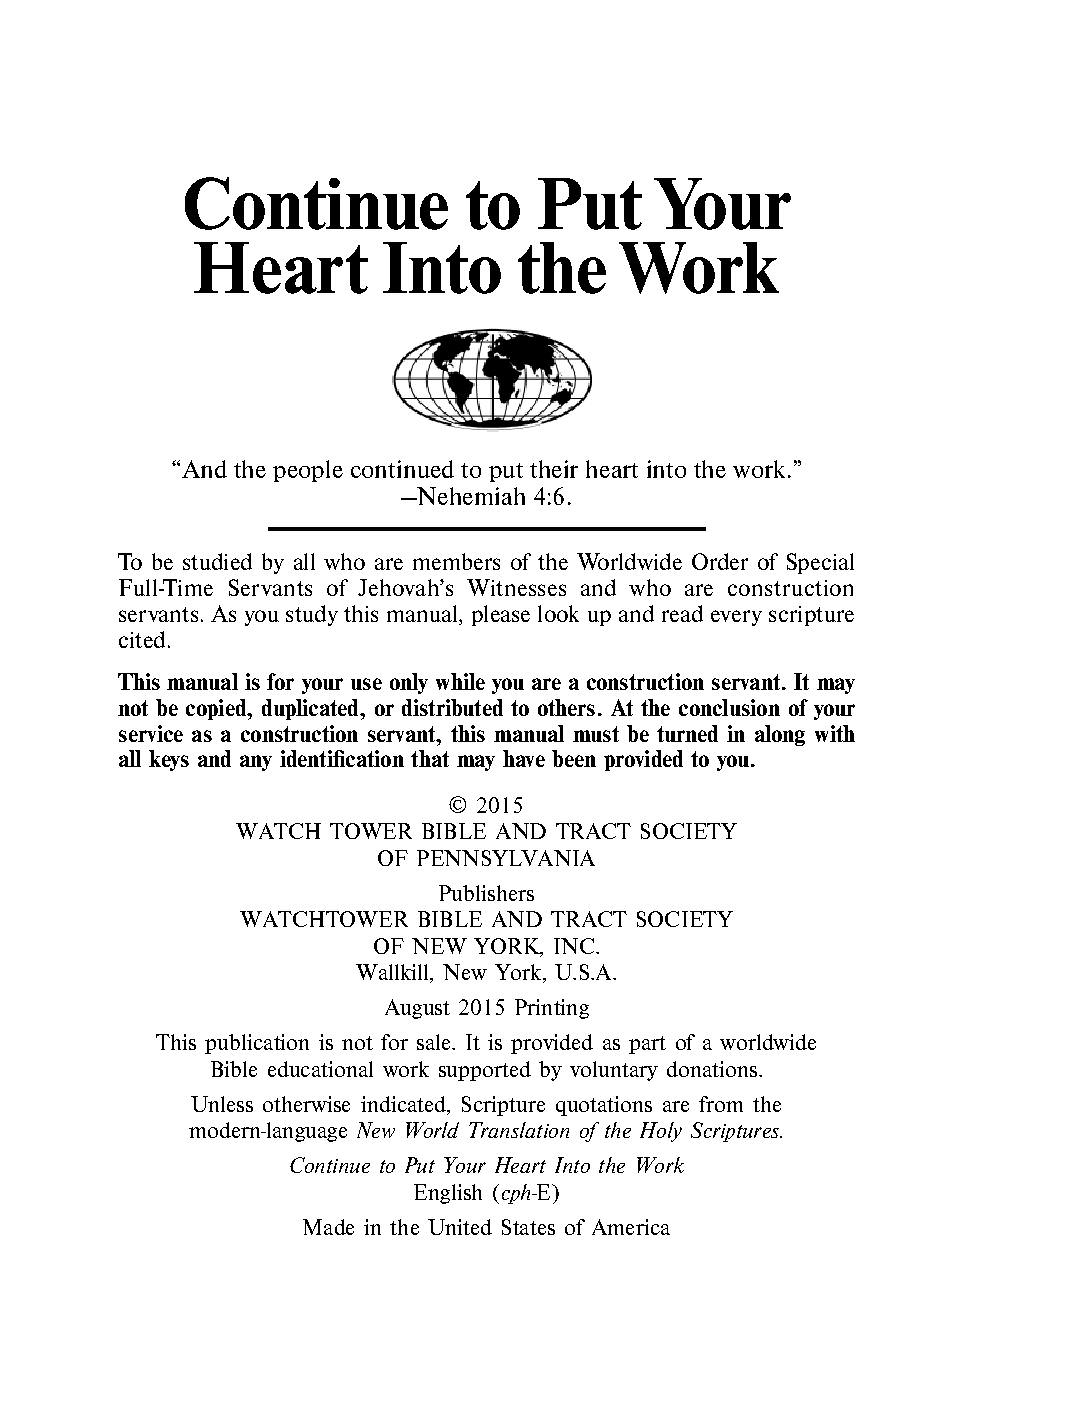 Continue to Put Your
Heart Into the Work
“And the people continued to put their heart into the work.”
—Nehemiah 4:6.
To be studied by all who are members of the Worldwide Order of Special
Full-Time Servants of Jehovah’s Witnesses and who are construction
servants. As you study this manual, please look up and read every scripture
cited.
This manual is for your use only while you are a construction servant. It may
not be copied, duplicated, or distributed to others. At the conclusion of your
service as a construction servant, this manual must be turned in along with
all keys and any identification that may have been provided to you.
© 2015
WATCH TOWER BIBLE AND TRACT SOCIETY
OF PENNSYLVANIA
Publishers
WATCHTOWER BIBLE AND TRACT SOCIETY
OF NEW YORK, INC.
Wallkill, New York, U.S.A.
August 2015 Printing
This publication is not for sale. It is provided as part of a worldwide
Bible educational work supported by voluntary donations.
Unless otherwise indicated, Scripture quotations are from the
modern-language New World Translation of the Holy Scriptures.
Continue to Put Your Heart Into the Work
English (cph-E)
Made in the United States of America